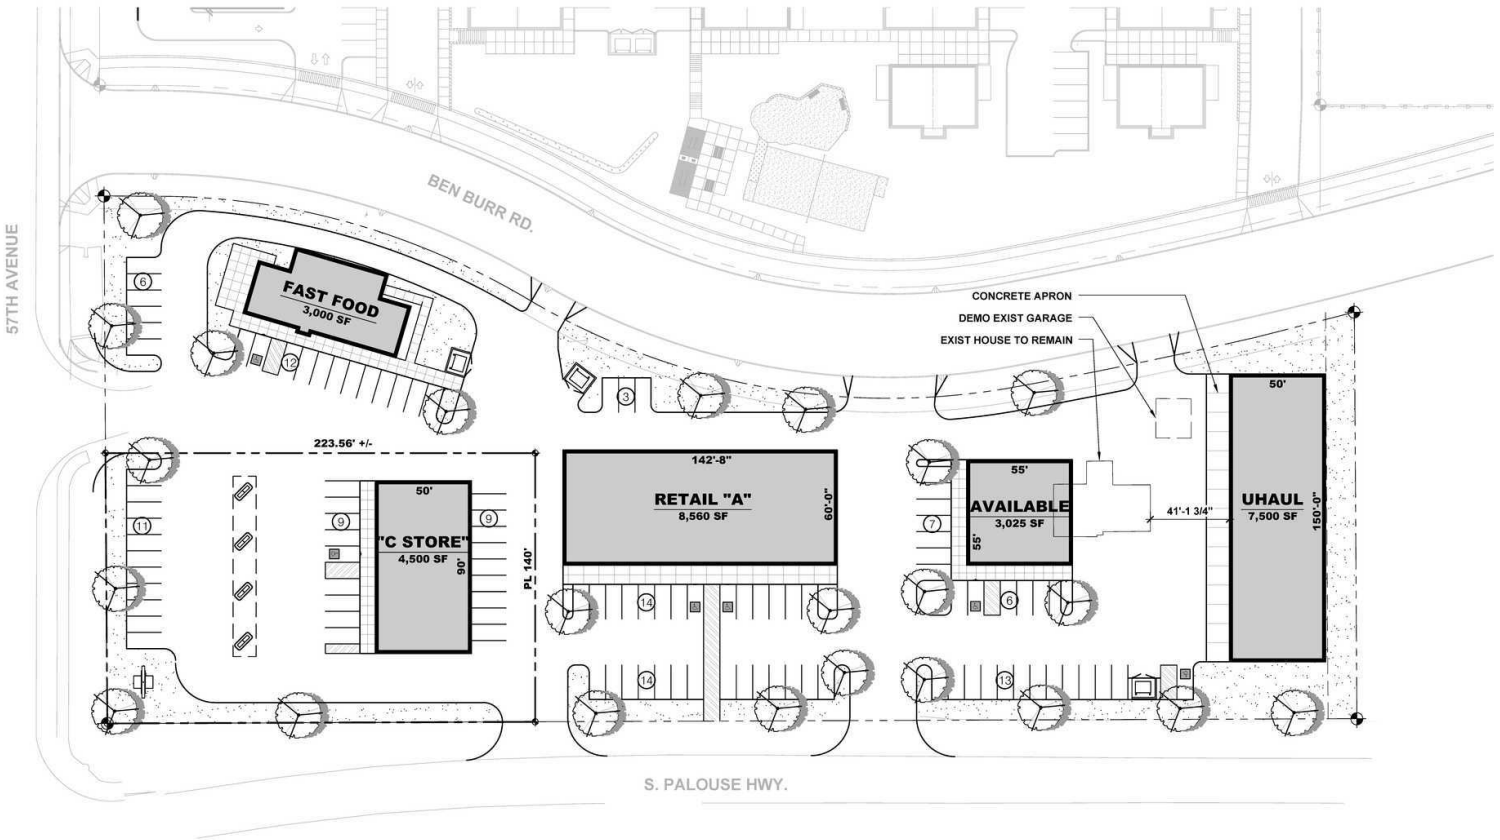 BEN BURR RD.
57TH AVENUE
6
FAST FOOD
3,000 SF
12
CONCRETE APRON
DEMO EXIST GARAGE
EXIST HOUSE TO REMAIN
3
50'
223.56' +/-
142'-8"
RETAIL "A"
8,560 SF
60'-0"
55'
AVAILABLE
3,025 SF
55'
41'-1 3/4"
UHAUL
7,500 SF
150'-0"
50'
"C STORE"
4,500 SF
90'
11
9
9
7
PL 140'
14
6
14
13
S. PALOUSE HWY.